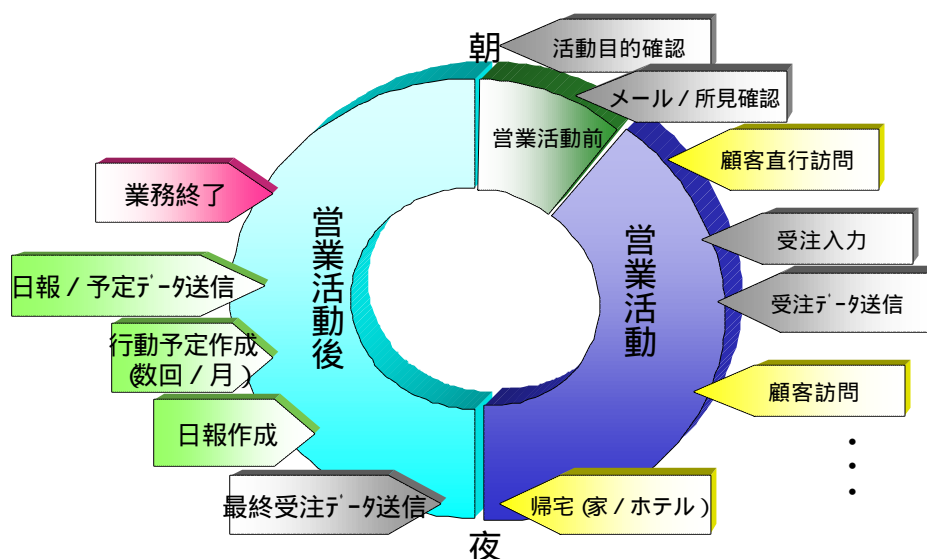 朝
活動目的確認
メール / 所見確認
営業活動前
顧客直行訪問
業務終了
営業活動後
営業活動
受注入力
日報 / 予定ﾃﾞｰﾀ送信
受注ﾃﾞｰﾀ送信
行動予定作成
(数回 / 月)
顧客訪問
日報作成
・
・
・
最終受注ﾃﾞｰﾀ送信
帰宅 (家 / ホテル)
夜